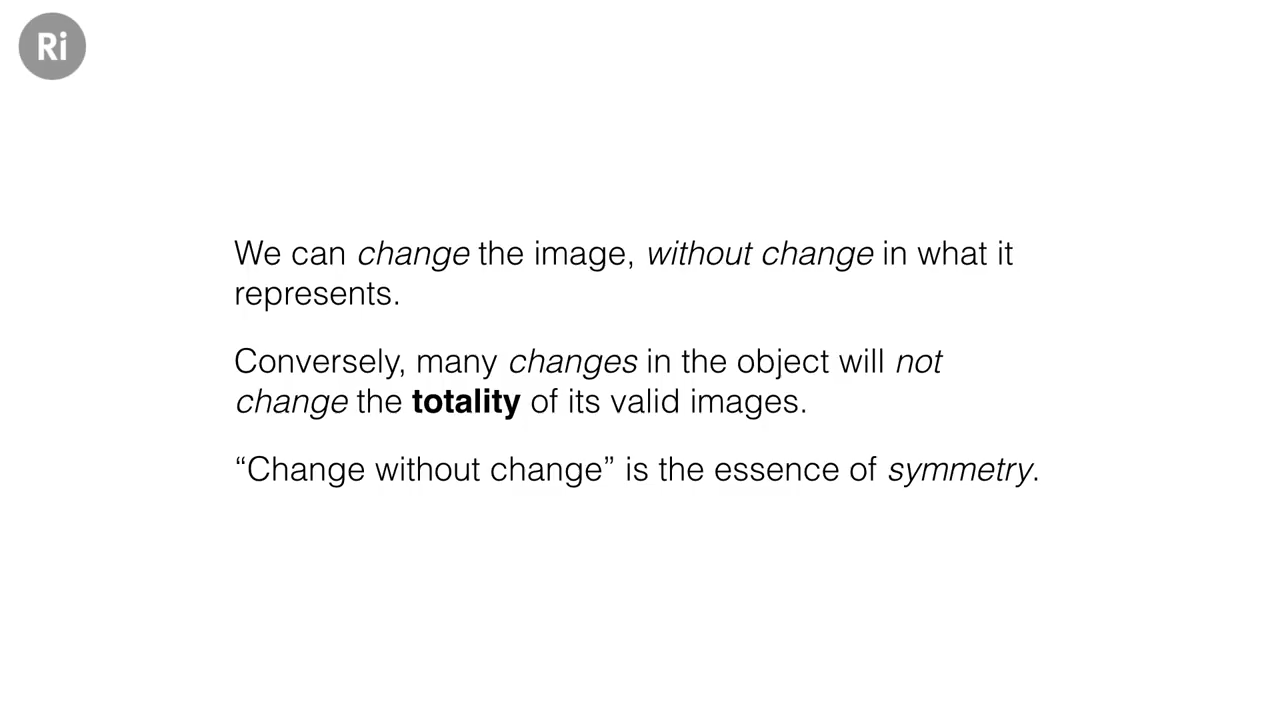 Ri
We can change the image, without change in what it
represents.
Conversely, many changes in the object will not
change the totality of its valid images.
“Change without change” is the essence of symmetry.